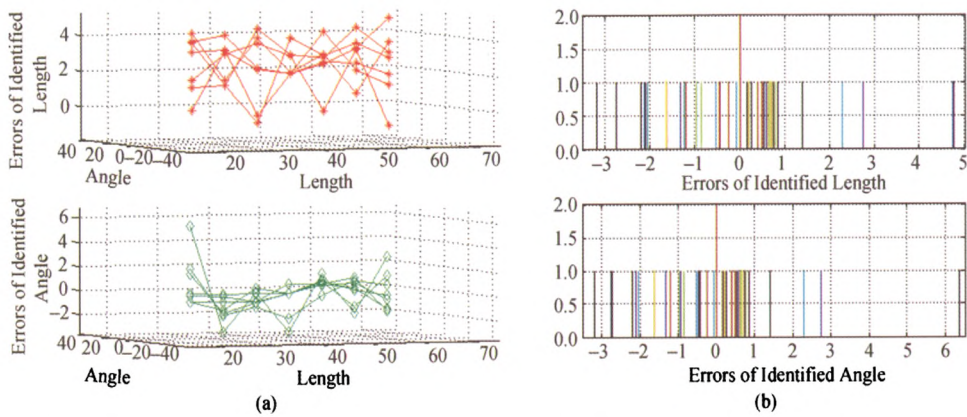 Errors of Identified
Length
4
2
0
40
20
0
−20
−40
Angle
20
40
30
50
60
70
Length
Errors of Identified
Angle
6
4
2
0
−2
40
20
0
−20
−40
Angle
20
40
30
50
60
70
Length
(a)
2.0
1.5
1.0
0.5
0.0
−3 −2 −1 0 1 2 3 4 5
Errors of Identified Length
2.0
1.5
1.0
0.5
0.0
−3 −2 −1 0 1 2 3 4 5 6
Errors of Identified Angle
(b)